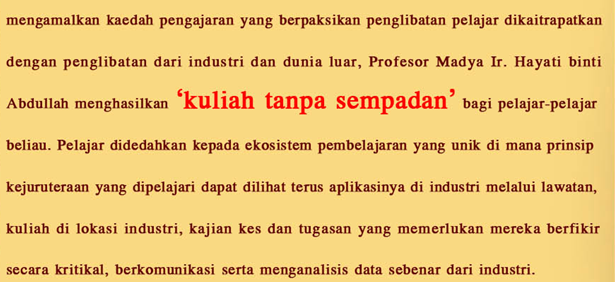 mengamalkan kaedah pengajaran yang berpaksikan penglibatan pelajar dikaitrapatkan
dengan penglibatan dari industri dan dunia luar, Profesor Madya Ir. Hayati binti
Abdullah menghasilkan ‘kuliah tanpa sempadan’ bagi pelajar-pelajar
beliau. Pelajar didedahkan kepada ekosistem pembelajaran yang unik di mana prinsip
kejuruteraan yang dipelajari dapat dilihat terus aplikasinya di industri melalui lawatan,
kuliah di lokasi industri, kajian kes dan tugasan yang memerlukan mereka berfikir
secara kritikal, berkomunikasi serta menganalisis data sebenar dari industri.